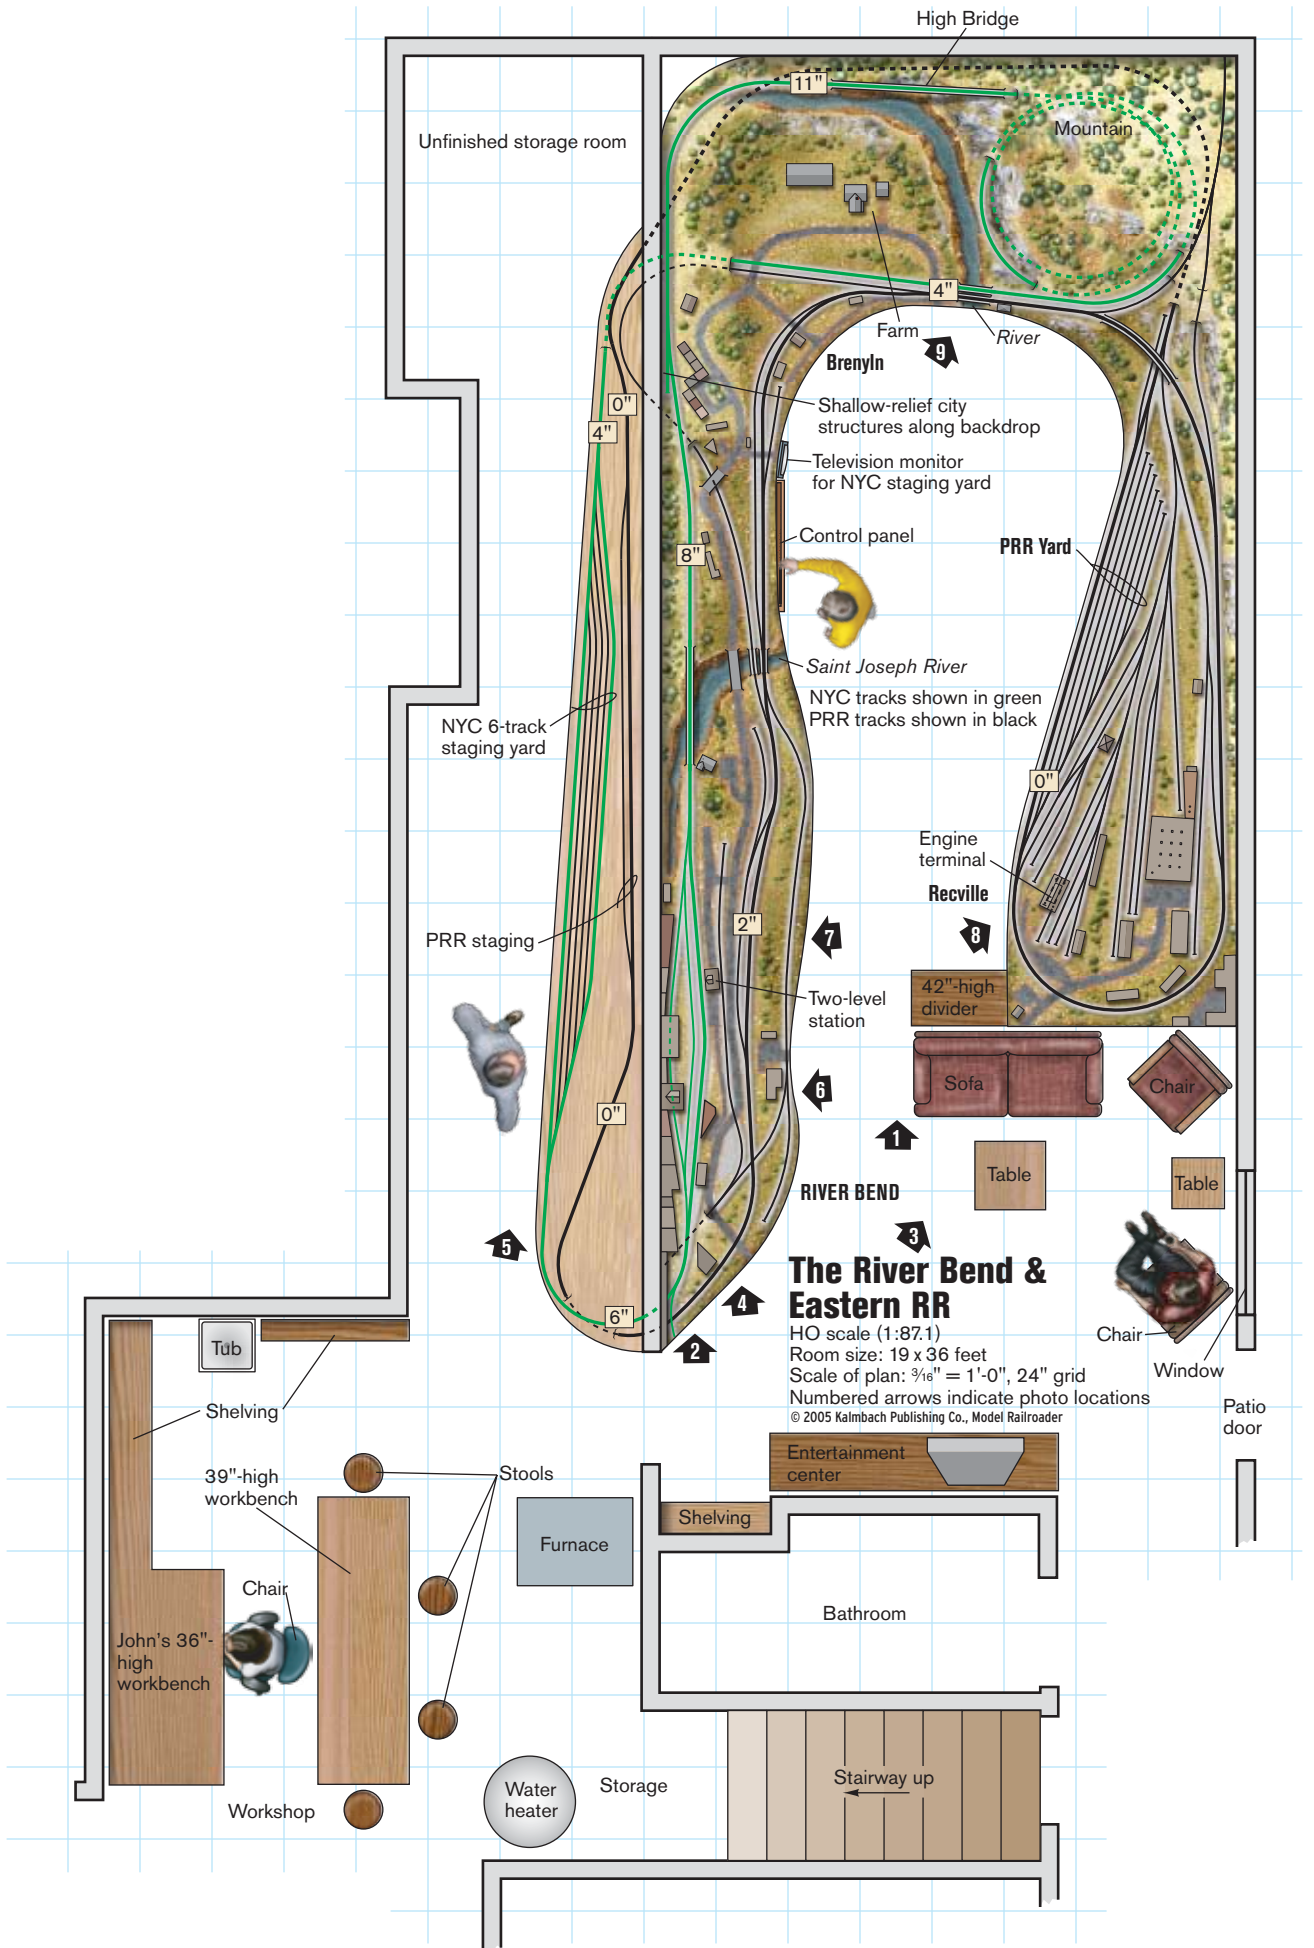 High Bridge
11"
Unfinished storage room
Mountain
4"
Farm
River
9
Brenyln
0"
4"
Shallow-relief city
structures along backdrop
Television monitor
for NYC staging yard
Control panel
8"
PRR Yard
Saint Joseph River
NYC tracks shown in green
PRR tracks shown in black
NYC 6-track
staging yard
0"
Engine
terminal
Recville
2"
7
8
PRR staging
42"-high
divider
Two-level
station
Sofa
Chair
6
0"
1
Table
Table
RIVER BEND
3
5
The River Bend &
Eastern RR
4
6"
2
HO scale (1:87.1)
Room size: 19 x 36 feet
Scale of plan: 3/16" = 1'-0", 24" grid
Numbered arrows indicate photo locations
© 2005 Kalmbach Publishing Co., Model Railroader
Chair
Window
Patio
door
Tub
Shelving
Entertainment
center
39"-high
workbench
Stools
Shelving
Furnace
Chair
Bathroom
John's 36"-
high
workbench
Stairway up
Water
heater
Storage
Workshop